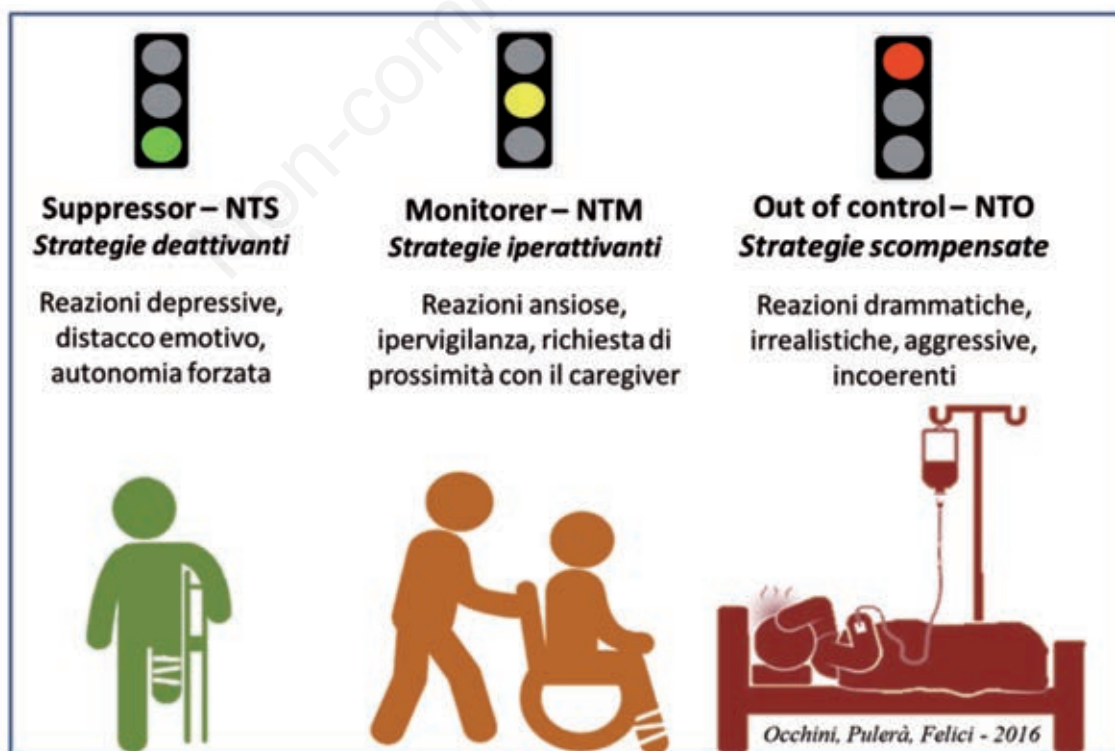 non-com
Suppressor – NTS
Strategie deattivanti
Reazioni depressive,
distacco emotivo,
autonomia forzata
Monitorer – NTM
Strategie iperattivanti
Reazioni ansiose,
ipervigilanza, richiesta di
prossimità con il caregiver
Out of control – NTO
Strategie scompensate
Reazioni drammatiche,
irrealistiche, aggressive,
incoerenti
Occhini, Pulerà, Felici - 2016